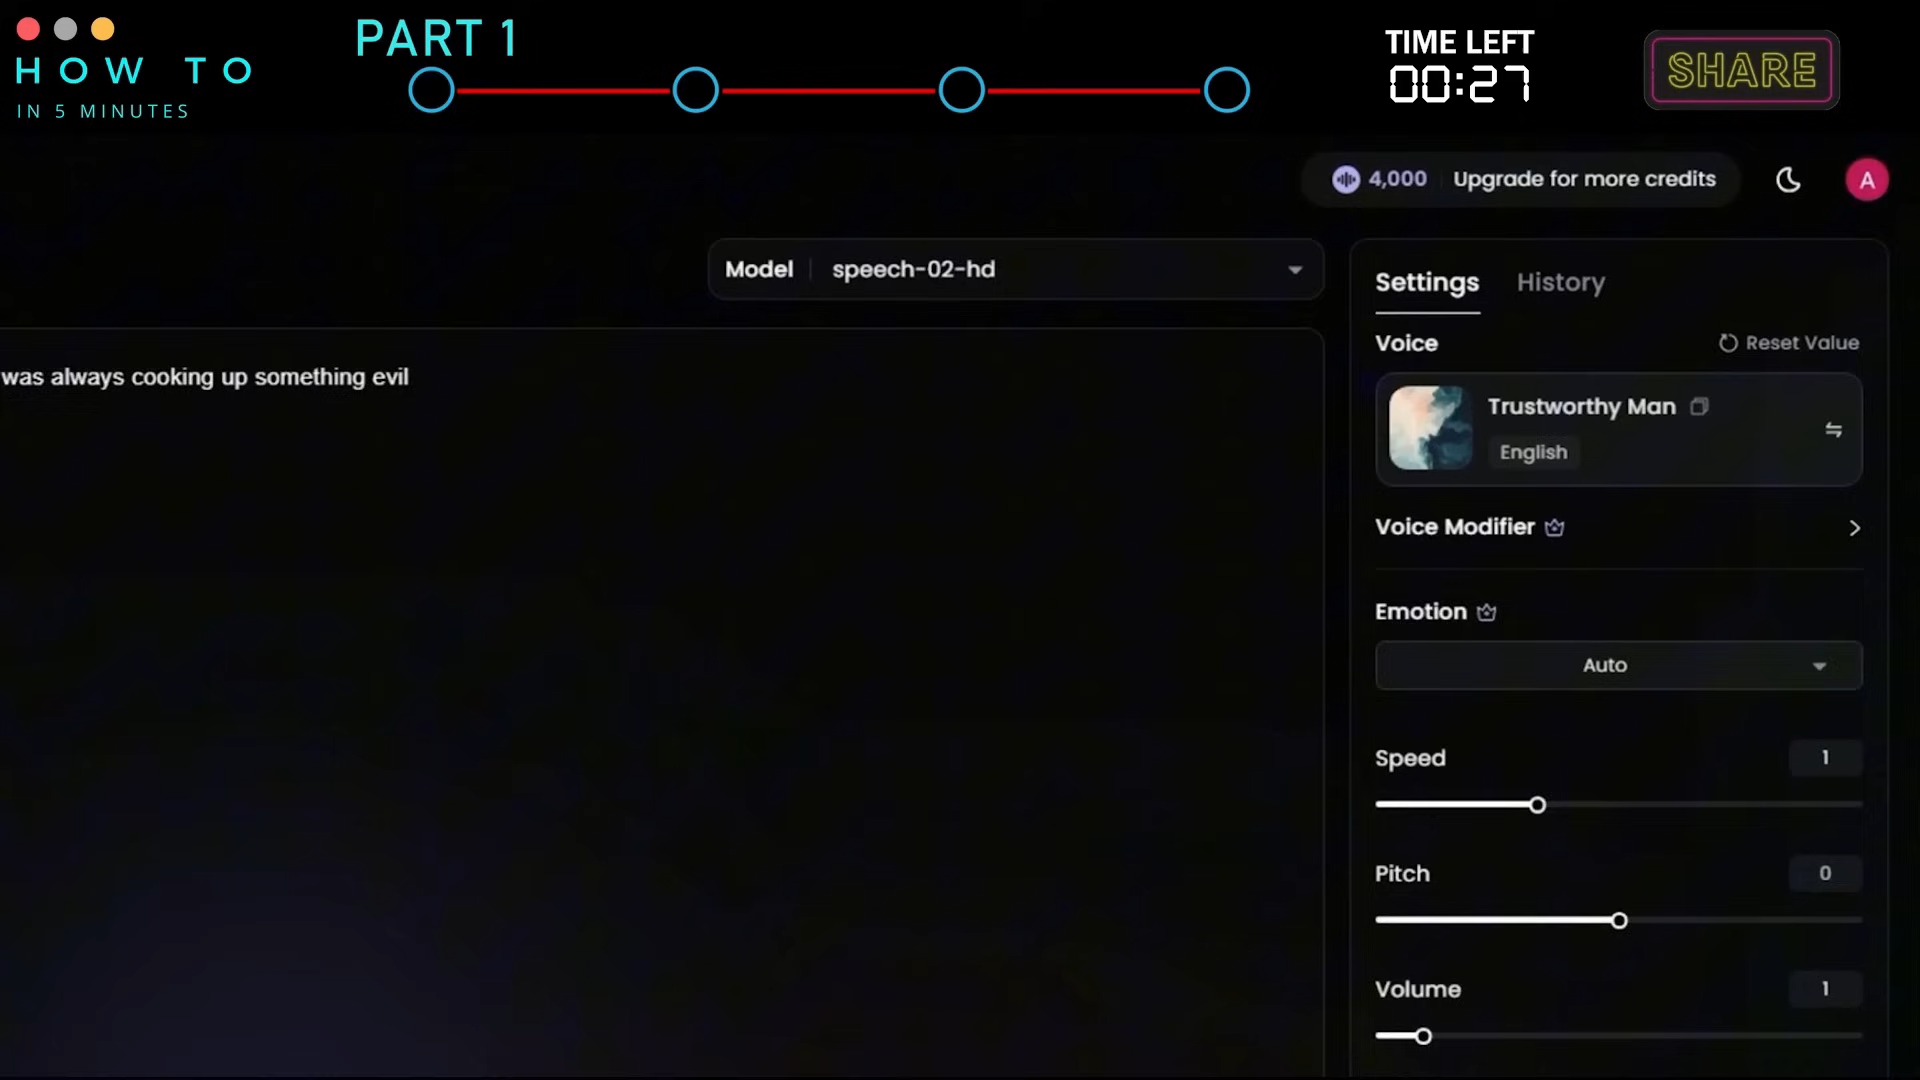 HOW TO
IN 5 MINUTES
PART 1
TIME LEFT
00:27
SHARE
4,000
Upgrade for more credits
A
Model
speech-02-hd
was always cooking up something evil
Settings
History
Voice
Reset Value
Trustworthy Man
English
Voice Modifier
Emotion
Auto
Speed
1
Pitch
0
Volume
1